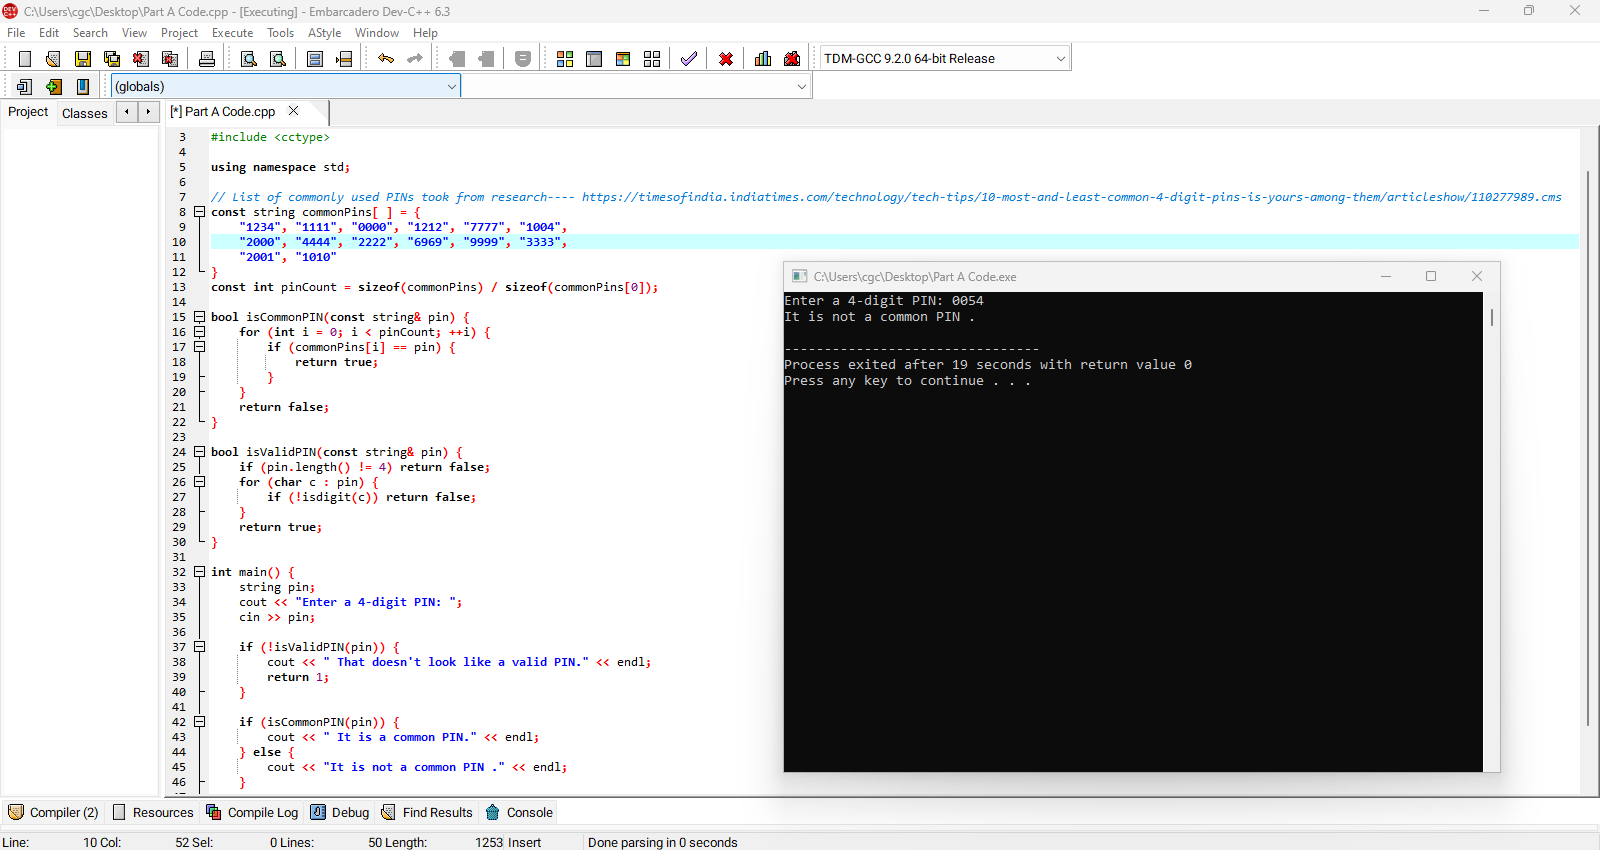 C:\Users\cgc\Desktop\Part A Code.cpp - [Executing] - Embarcadero Dev-C++ 6.3
File Edit Search View Project Execute Tools AStyle Window Help
TDM-GCC 9.2.0 64-bit Release
(globals)
Project Classes [*] Part A Code.cpp
3 #include <cctype>
4
5 using namespace std;
6
7 // List of commonly used PINs took from research---- https://timesofindia.indiatimes.com/technology/tech-tips/10-most-and-least-common-4-digit-pins-is-yours-among-them/articleshow/110277989.cms
8 const string commonPins[ ] = {
9 "1234", "1111", "0000", "1212", "7777", "1004",
10 "2000", "4444", "2222", "6969", "9999", "3333",
11 "2001", "1010"
12 }
13 const int pinCount = sizeof(commonPins) / sizeof(commonPins[0]);
14
15 bool isCommonPIN(const string& pin) {
16 for (int i = 0; i < pinCount; ++i) {
17 if (commonPins[i] == pin) {
18 return true;
19 }
20 }
21 return false;
22 }
23
24 bool isValidPIN(const string& pin) {
25 if (pin.length() != 4) return false;
26 for (char c : pin) {
27 if (!isdigit(c)) return false;
28 }
29 return true;
30 }
31
32 int main() {
33 string pin;
34 cout << "Enter a 4-digit PIN: ";
35 cin >> pin;
36
37 if (!isValidPIN(pin)) {
38 cout << " That doesn't look like a valid PIN." << endl;
39 return 1;
40 }
41
42 if (isCommonPIN(pin)) {
43 cout << " It is a common PIN." << endl;
44 } else {
45 cout << "It is not a common PIN ." << endl;
46 }
C:\Users\cgc\Desktop\Part A Code.exe
Enter a 4-digit PIN: 0054
It is not a common PIN .
--------------------------------
Process exited after 19 seconds with return value 0
Press any key to continue . . .
Compiler (2) Resources Compile Log Debug Find Results Console
Line: 10 Col: 52 Sel: 0 Lines: 50 Length: 1253 Insert Done parsing in 0 seconds